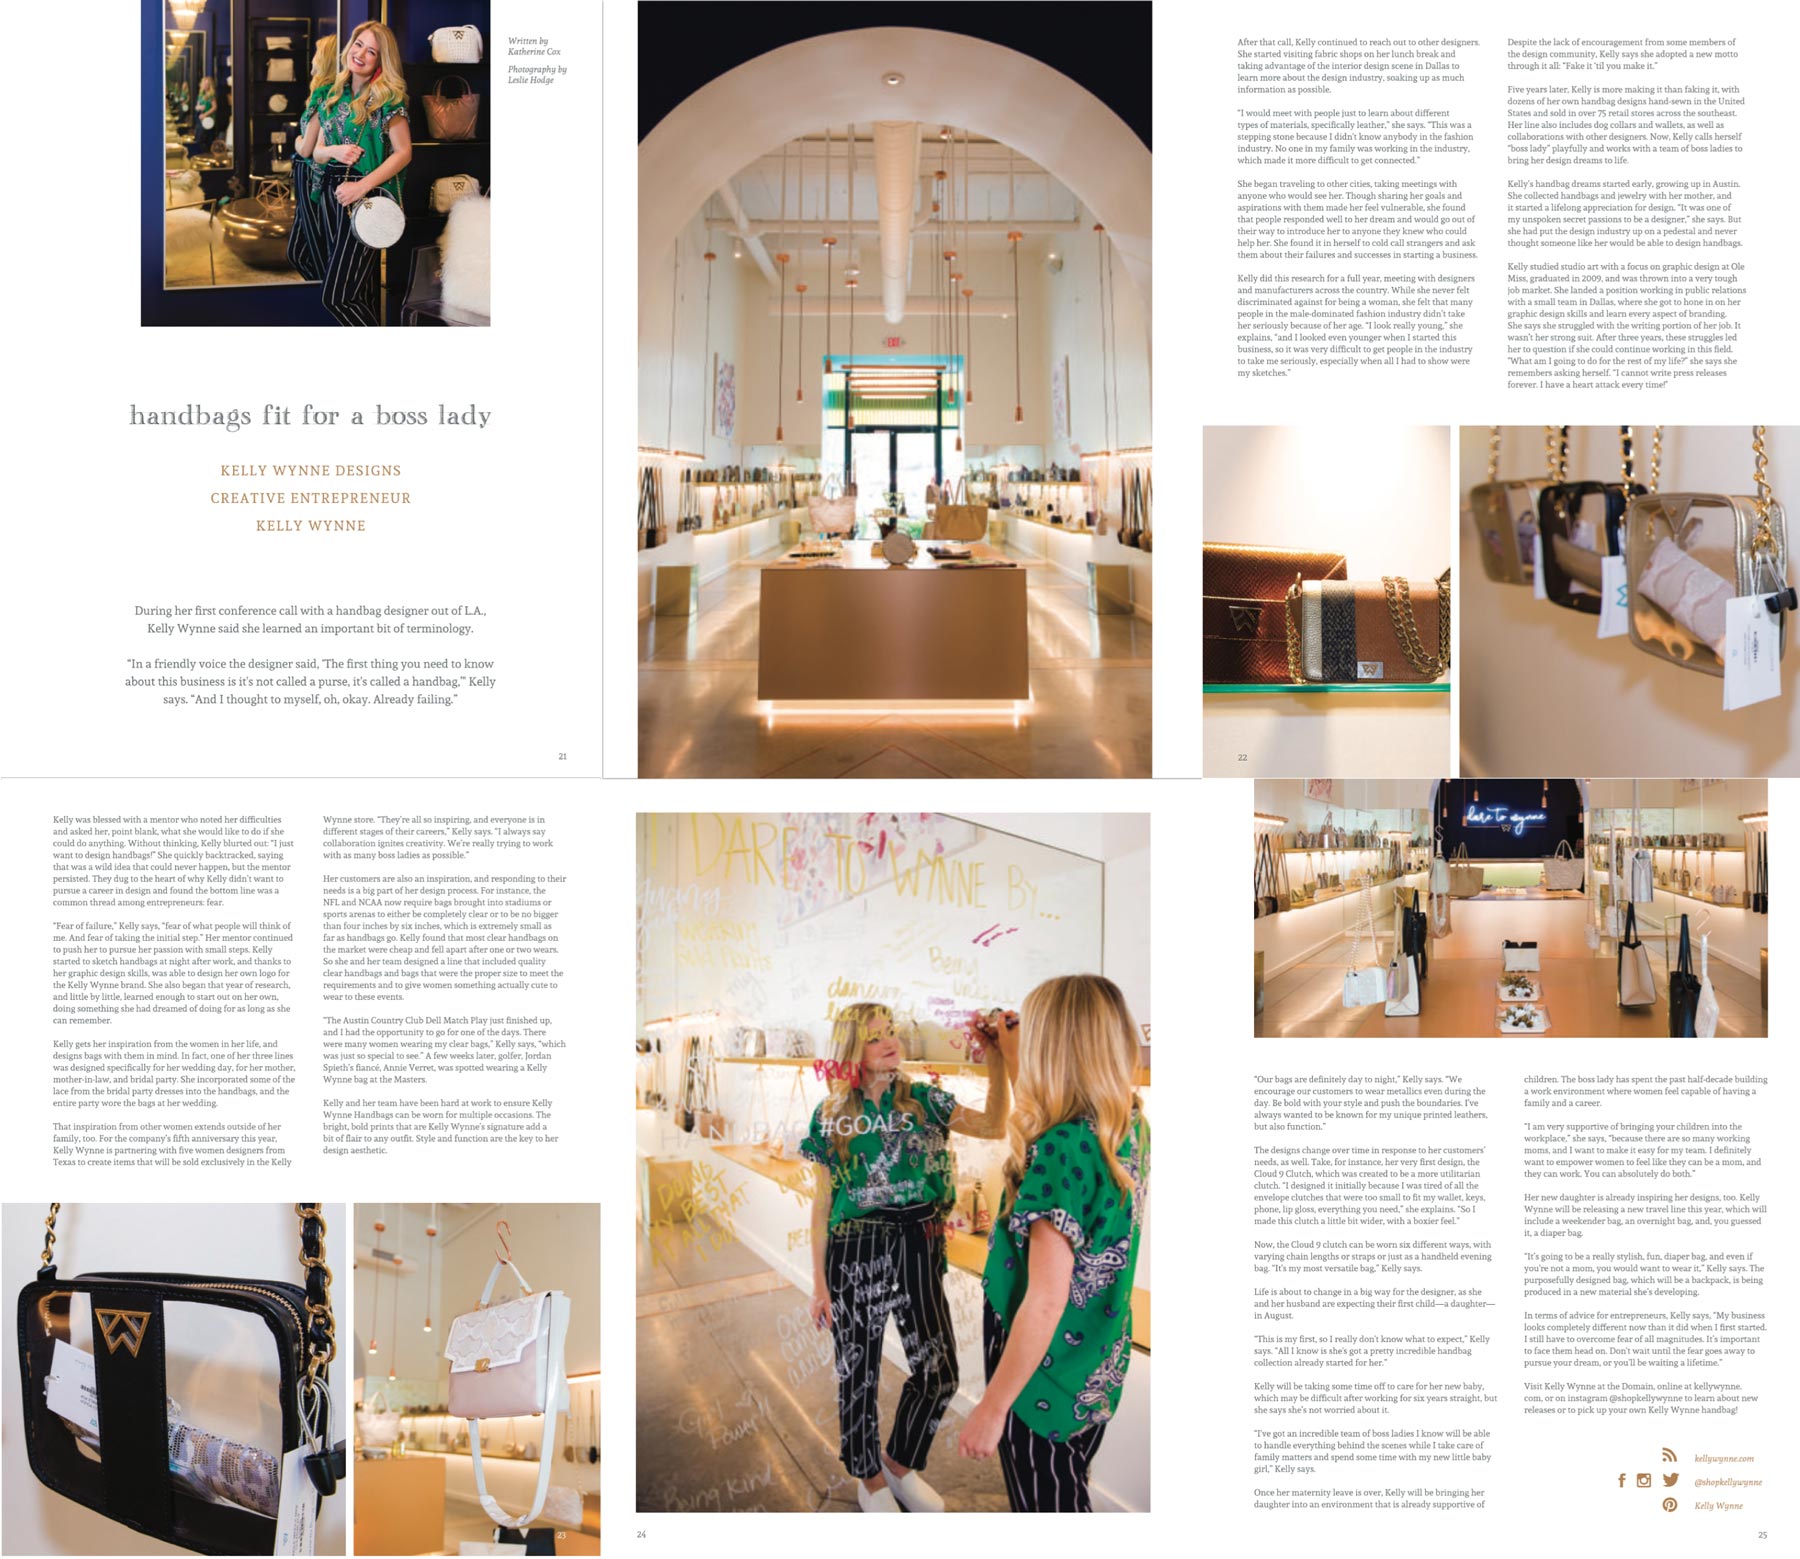 Written by
Katherine Cox
Photography by
Leslie Hodge
handbags fit for a boss lady
KELLY WYNNE DESIGNS
CREATIVE ENTREPRENEUR
KELLY WYNNE
During her first conference call with a handbag designer out of L.A.,
Kelly Wynne said she learned an important bit of terminology.
"In a friendly voice the designer said, 'The first thing you need to know
about this business is it's not called a purse, it's called a handbag,'" Kelly
says. "And I thought to myself, oh, okay. Already failing."
21
EXIT
After that call, Kelly continued to reach out to other designers.
She started visiting fabric shops on her lunch break and
taking advantage of the interior design scene in Dallas to
learn more about the design industry, soaking up as much
information as possible.
"I would meet with people just to learn about different
types of materials, specifically leather," she says. "This was a
stepping stone because I didn't know anybody in the fashion
industry. No one in my family was working in the industry,
which made it more difficult to get connected."
She began traveling to other cities, taking meetings with
anyone who would see her. Though sharing her goals and
aspirations with them made her feel vulnerable, she found
that people responded well to her dream and would go out of
their way to introduce her to anyone they knew who could
help her. She found it in herself to cold call strangers and ask
them about their failures and successes in starting a business.
Kelly did this research for a full year, meeting with designers
and manufacturers across the country. While she never felt
discriminated against for being a woman, she felt that many
people in the male-dominated fashion industry didn't take
her seriously because of her age. "I look really young," she
explains, "and I looked even younger when I started this
business, so it was very difficult to get people in the industry
to take me seriously, especially when all I had to show were
my sketches."
Despite the lack of encouragement from some members of
the design community, Kelly says she adopted a new motto
through it all: "Fake it 'til you make it."
Five years later, Kelly is more making it than faking it, with
dozens of her own handbag designs hand-sewn in the United
States and sold in over 75 retail stores across the southeast.
Her line also includes dog collars and wallets, as well as
collaborations with other designers. Now, Kelly calls herself
"boss lady" playfully and works with a team of boss ladies to
bring her design dreams to life.
Kelly's handbag dreams started early, growing up in Austin.
She collected handbags and jewelry with her mother, and
it started a lifelong appreciation for design. "It was one of
my unspoken secret passions to be a designer," she says. But
she had put the design industry up on a pedestal and never
thought someone like her would be able to design handbags.
Kelly studied studio art with a focus on graphic design at Ole
Miss, graduated in 2009, and was thrown into a very tough
job market. She landed a position working in public relations
with a small team in Dallas, where she got to hone in on her
graphic design skills and learn every aspect of branding.
She says she struggled with the writing portion of her job. It
wasn't her strong suit. After three years, these struggles led
her to question if she could continue working in this field.
"What am I going to do for the rest of my life?" she says she
remembers asking herself. "I cannot write press releases
forever. I have a heart attack every time!"
22
Kelly was blessed with a mentor who noted her difficulties
and asked her, point blank, what she would like to do if she
could do anything. Without thinking, Kelly blurted out: "I just
want to design handbags!" She quickly backtracked, saying
that was a wild idea that could never happen, but the mentor
persisted. They dug to the heart of why Kelly didn't want to
pursue a career in design and found the bottom line was a
common thread among entrepreneurs: fear.
"Fear of failure," Kelly says, "fear of what people will think of
me. And fear of taking the initial step." Her mentor continued
to push her to pursue her passion with small steps. Kelly
started to sketch handbags at night after work, and thanks to
her graphic design skills, was able to design her own logo for
the Kelly Wynne brand. She also began that year of research,
and little by little, learned enough to start out on her own,
doing something she had dreamed of doing for as long as she
can remember.
Kelly gets her inspiration from the women in her life, and
designs bags with them in mind. In fact, one of her three lines
was designed specifically for her wedding day, for her mother,
mother-in-law, and bridal party. She incorporated some of the
lace from the bridal party dresses into the handbags, and the
entire party wore the bags at her wedding.
That inspiration from other women extends outside of her
family, too. For the company's fifth anniversary this year,
Kelly Wynne is partnering with five women designers from
Texas to create items that will be sold exclusively in the Kelly
Wynne store. "They're all so inspiring, and everyone is in
different stages of their careers," Kelly says. "I always say
collaboration ignites creativity. We're really trying to work
with as many boss ladies as possible."
Her customers are also an inspiration, and responding to their
needs is a big part of her design process. For instance, the
NFL and NCAA now require bags brought into stadiums or
sports arenas to either be completely clear or to be no bigger
than four inches by six inches, which is extremely small as
far as handbags go. Kelly found that most clear handbags on
the market were cheap and fell apart after one or two wears.
So she and her team designed a line that included quality
clear handbags and bags that were the proper size to meet the
requirements and to give women something actually cute to
wear to these events.
"The Austin Country Club Dell Match Play just finished up,
and I had the opportunity to go for one of the days. There
were many women wearing my clear bags," Kelly says, "which
was just so special to see." A few weeks later, golfer, Jordan
Spieth's fiancé, Annie Verret, was spotted wearing a Kelly
Wynne bag at the Masters.
Kelly and her team have been hard at work to ensure Kelly
Wynne Handbags can be worn for multiple occasions. The
bright, bold prints that are Kelly Wynne's signature add a
bit of flair to any outfit. Style and function are the key to her
design aesthetic.
23
I DARE TO WYNNE BY...
Being
unique
dancing
HANDBAG #GOALS
24
dare to wynne
"Our bags are definitely day to night," Kelly says. "We
encourage our customers to wear metallics even during the
day. Be bold with your style and push the boundaries. I've
always wanted to be known for my unique printed leathers,
but also function."
The designs change over time in response to her customers'
needs, as well. Take, for instance, her very first design, the
Cloud 9 Clutch, which was created to be a more utilitarian
clutch. "I designed it initially because I was tired of all the
envelope clutches that were too small to fit my wallet, keys,
phone, lip gloss, everything you need," she explains. "So I
made this clutch a little bit wider, with a boxier feel."
Now, the Cloud 9 clutch can be worn six different ways, with
varying chain lengths or straps or just as a handheld evening
bag. "It's my most versatile bag," Kelly says.
Life is about to change in a big way for the designer, as she
and her husband are expecting their first child—a daughter—
in August.
"This is my first, so I really don't know what to expect," Kelly
says. "All I know is she's got a pretty incredible handbag
collection already started for her."
Kelly will be taking some time off to care for her new baby,
which may be difficult after working for six years straight, but
she says she's not worried about it.
"I've got an incredible team of boss ladies I know will be able
to handle everything behind the scenes while I take care of
family matters and spend some time with my new little baby
girl," Kelly says.
Once her maternity leave is over, Kelly will be bringing her
daughter into an environment that is already supportive of
children. The boss lady has spent the past half-decade building
a work environment where women feel capable of having a
family and a career.
"I am very supportive of bringing your children into the
workplace," she says, "because there are so many working
moms, and I want to make it easy for my team. I definitely
want to empower women to feel like they can be a mom, and
they can work. You can absolutely do both."
Her new daughter is already inspiring her designs, too. Kelly
Wynne will be releasing a new travel line this year, which will
include a weekender bag, an overnight bag, and, you guessed
it, a diaper bag.
"It's going to be a really stylish, fun, diaper bag, and even if
you're not a mom, you would want to wear it," Kelly says. The
purposefully designed bag, which will be a backpack, is being
produced in a new material she's developing.
In terms of advice for entrepreneurs, Kelly says, "My business
looks completely different now than it did when I first started.
I still have to overcome fear of all magnitudes. It's important
to face them head on. Don't wait until the fear goes away to
pursue your dream, or you'll be waiting a lifetime."
Visit Kelly Wynne at the Domain, online at kellywynne.
com, or on instagram @shopkellywynne to learn about new
releases or to pick up your own Kelly Wynne handbag!
kellywynne.com
@shopkellywynne
Kelly Wynne
25